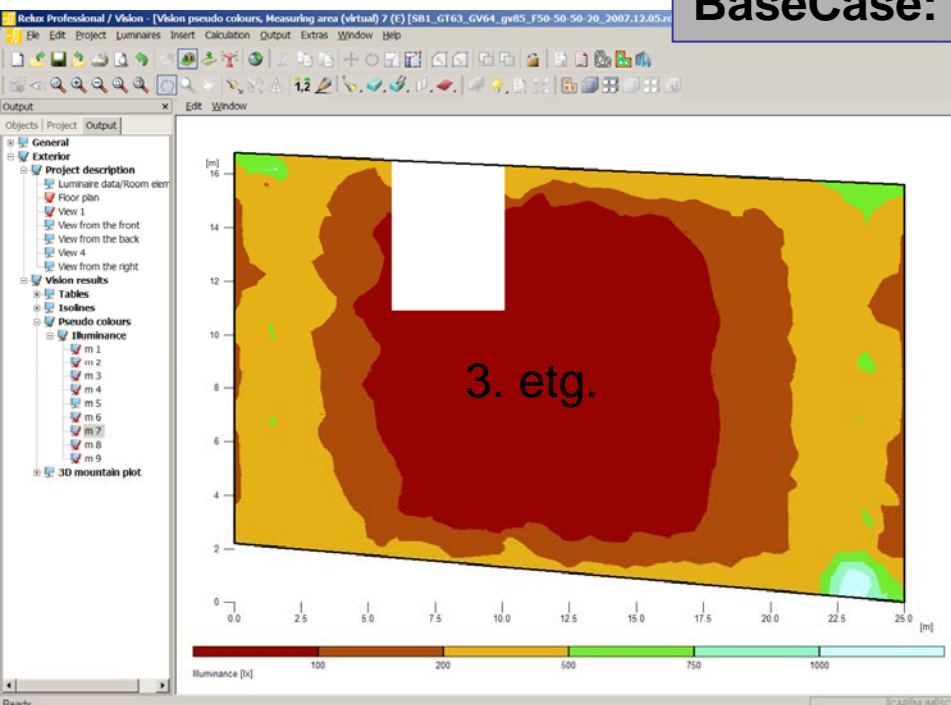 BaseCase:
Relux Professional / Vision - [Vision pseudo colours, Measuring area (virtual) 7 (E) [SB1_GT63_GV64_gv85_F50-50-50-20_2007.12.05.r
File Edit Project Luminaires Insert Calculation Output Extras Window Help
1,2
Output x Edit Window
Objects Project Output
General
Exterior
Project description
Luminaire data/Room elem
Floor plan
View 1
View from the front
View from the back
View 4
View from the right
Vision results
Tables
Isolines
Pseudo colours
Illuminance
m 1
m 2
m 3
m 4
m 5
m 6
m 7
m 8
m 9
3D mountain plot
[m]
16
14
12
10
8
6
4
2
0
3. etg.
0.0 2.5 5.0 7.5 10.0 12.5 15.0 17.5 20.0 22.5 25.0
[m]
100 200 500 750 1000
Illuminance [lx]
Ready